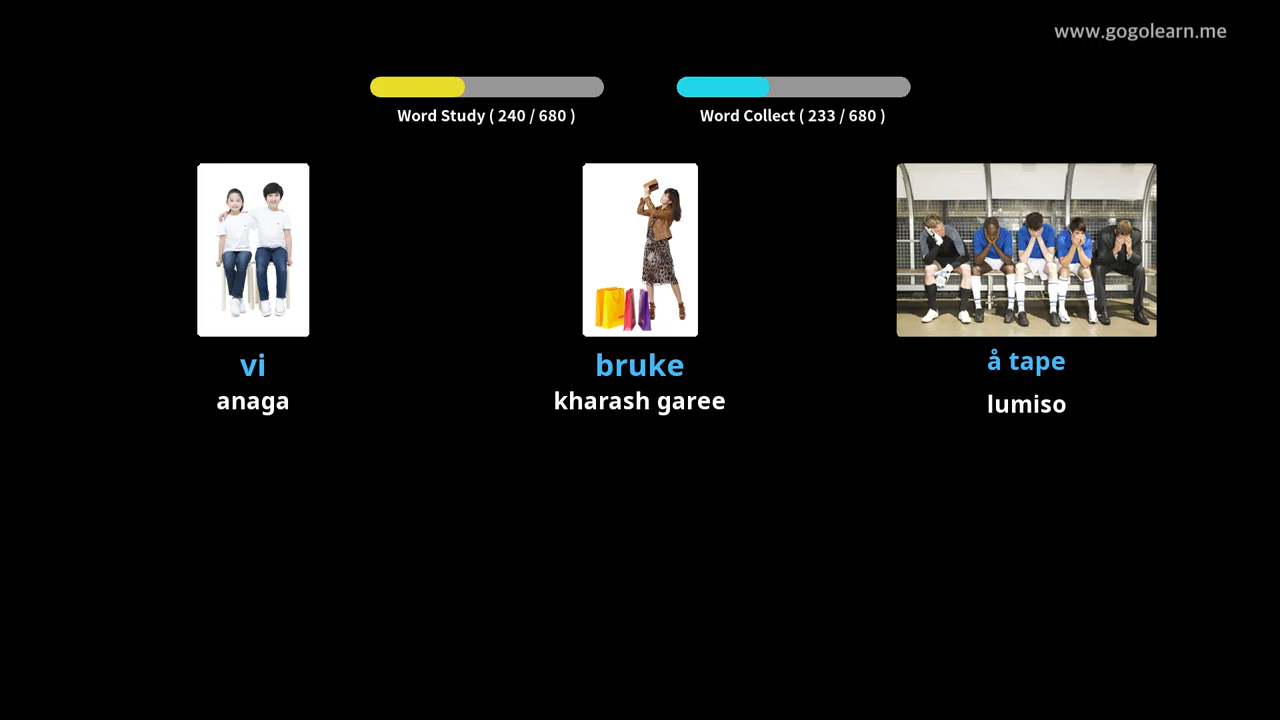 www.gogolearn.me
Word Study ( 240 / 680 )
Word Collect ( 233 / 680 )
vi
anaga
bruke
kharash garee
å tape
lumiso